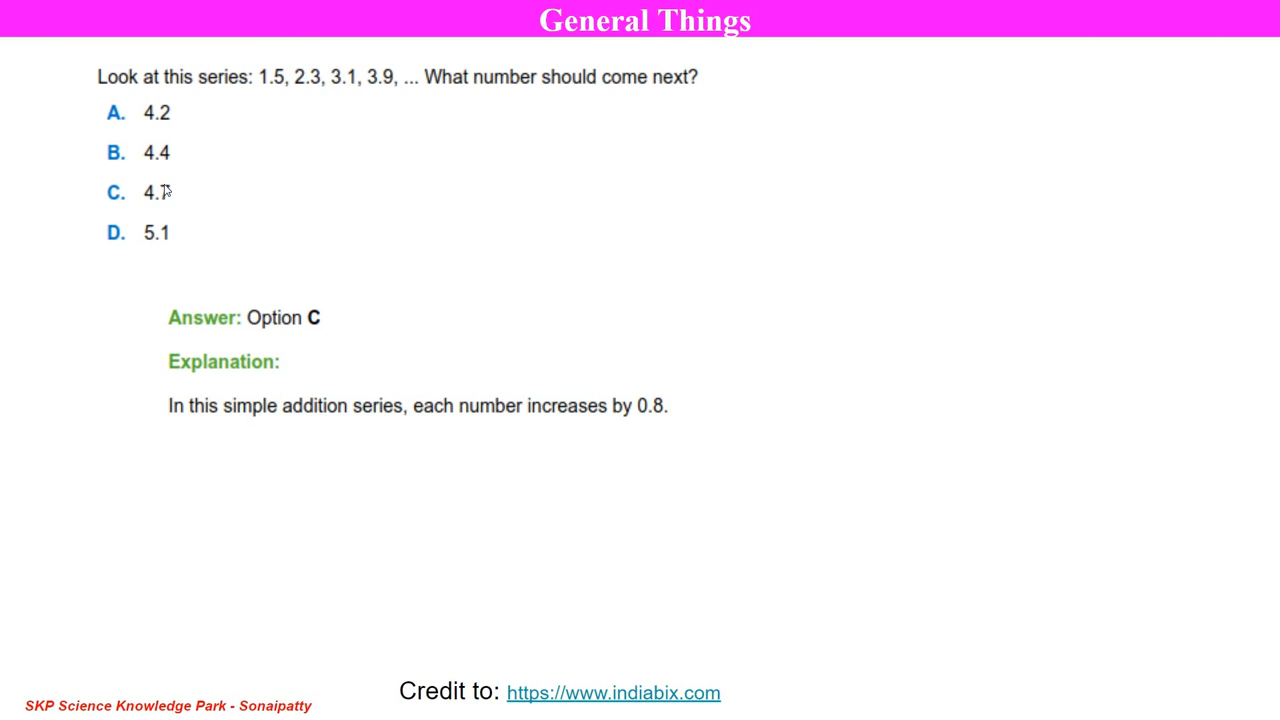 General Things
Look at this series: 1.5, 2.3, 3.1, 3.9, ... What number should come next?
A. 4.2
B. 4.4
C. 4.7
D. 5.1
Answer: Option C
Explanation:
In this simple addition series, each number increases by 0.8.
Credit to: https://www.indiabix.com
SKP Science Knowledge Park - Sonaipatty